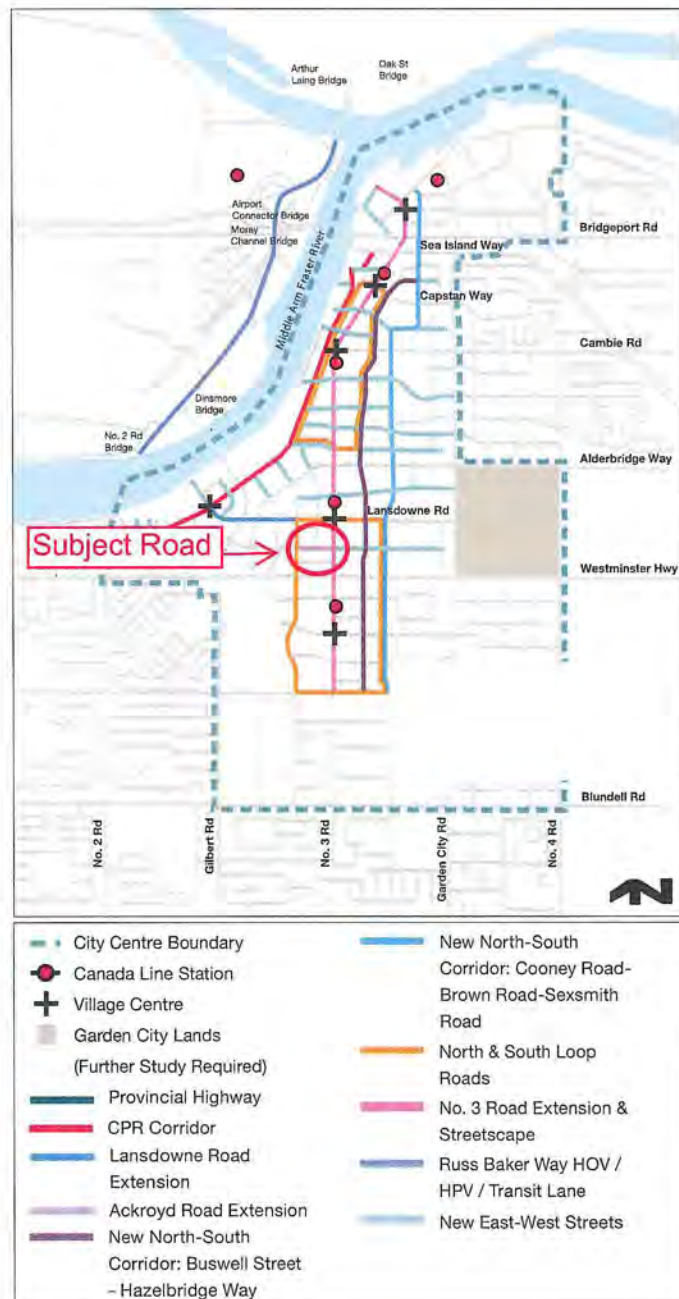 Arthur
Laing Bridge
Oak St
Bridge
Airport
Connector Bridge
Moray
Channel Bridge
Bridgeport Rd
Sea Island Way
Middle Arm Fraser River
Capstan Way
Cambie Rd
Dinsmore
Bridge
No. 2 Rd
Bridge
Alderbridge Way
Lansdowne Rd
Subject Road
Westminster Hwy
Blundell Rd
No. 2 Rd
Gilbert Rd
No. 3 Rd
Garden City Rd
No. 4 Rd
N
City Centre Boundary
Canada Line Station
Village Centre
Garden City Lands
(Further Study Required)
Provincial Highway
CPR Corridor
Lansdowne Road
Extension
Ackroyd Road Extension
New North-South
Corridor: Buswell Street
– Hazelbridge Way
New North-South
Corridor: Cooney Road-
Brown Road-Sexsmith
Road
North & South Loop
Roads
No. 3 Road Extension &
Streetscape
Russ Baker Way HOV /
HPV / Transit Lane
New East-West Streets